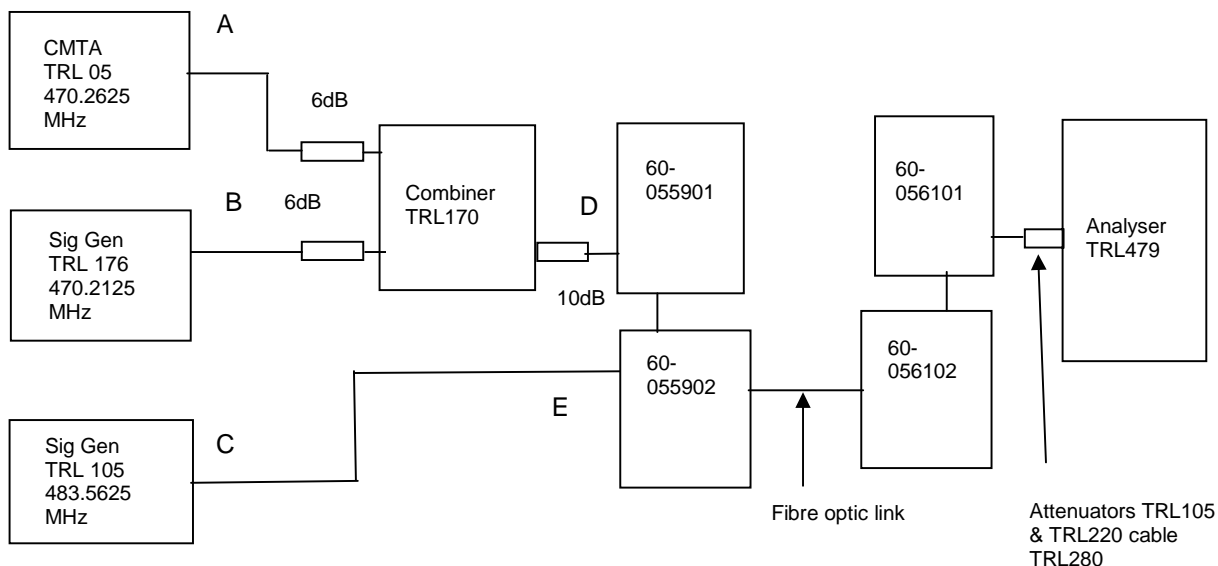 A
CMTA
TRL 05
470.2625
MHz
6dB
B
6dB
Sig Gen
TRL 176
470.2125
MHz
Combiner
TRL170
D
10dB
60-
055901
60-
056101
Analyser
TRL479
60-
055902
60-
056102
E
C
Sig Gen
TRL 105
483.5625
MHz
Fibre optic link
Attenuators TRL105
& TRL220 cable
TRL280